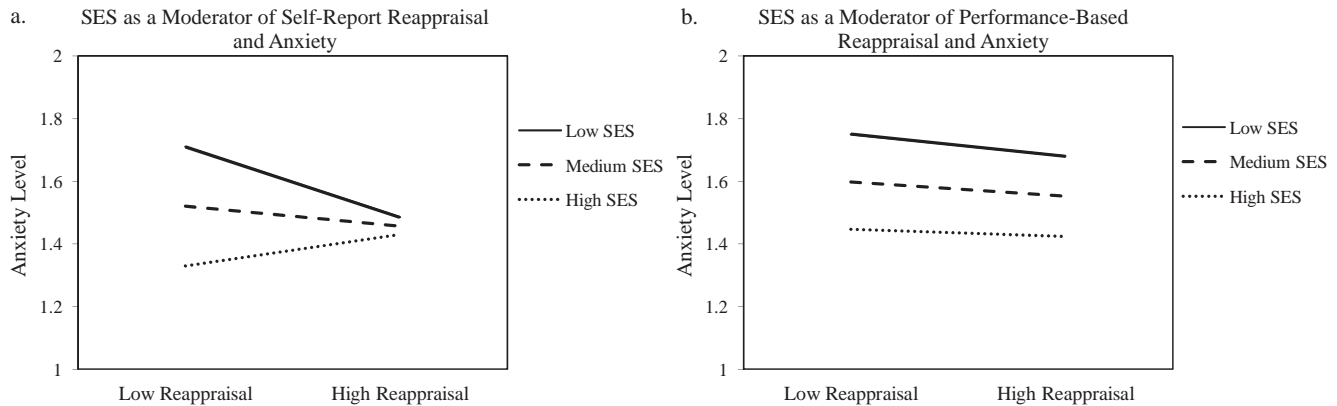 a.
SES as a Moderator of Self-Report Reappraisal
and Anxiety
2
1.8
1.6
1.4
1.2
1
Anxiety Level
Low Reappraisal High Reappraisal
Low SES
Medium SES
High SES
b.
SES as a Moderator of Performance-Based
Reappraisal and Anxiety
2
1.8
1.6
1.4
1.2
1
Anxiety Level
Low Reappraisal High Reappraisal
Low SES
Medium SES
High SES